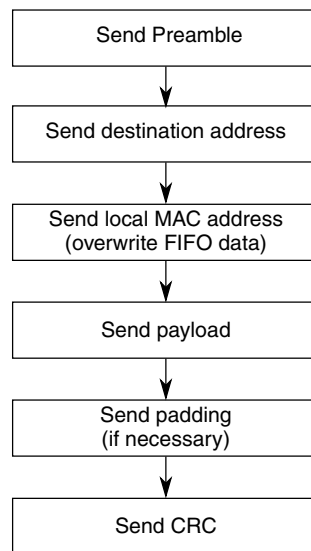 Send Preamble
Send destination address
Send local MAC address
(overwrite FIFO data)
Send payload
Send padding
(if necessary)
Send CRC